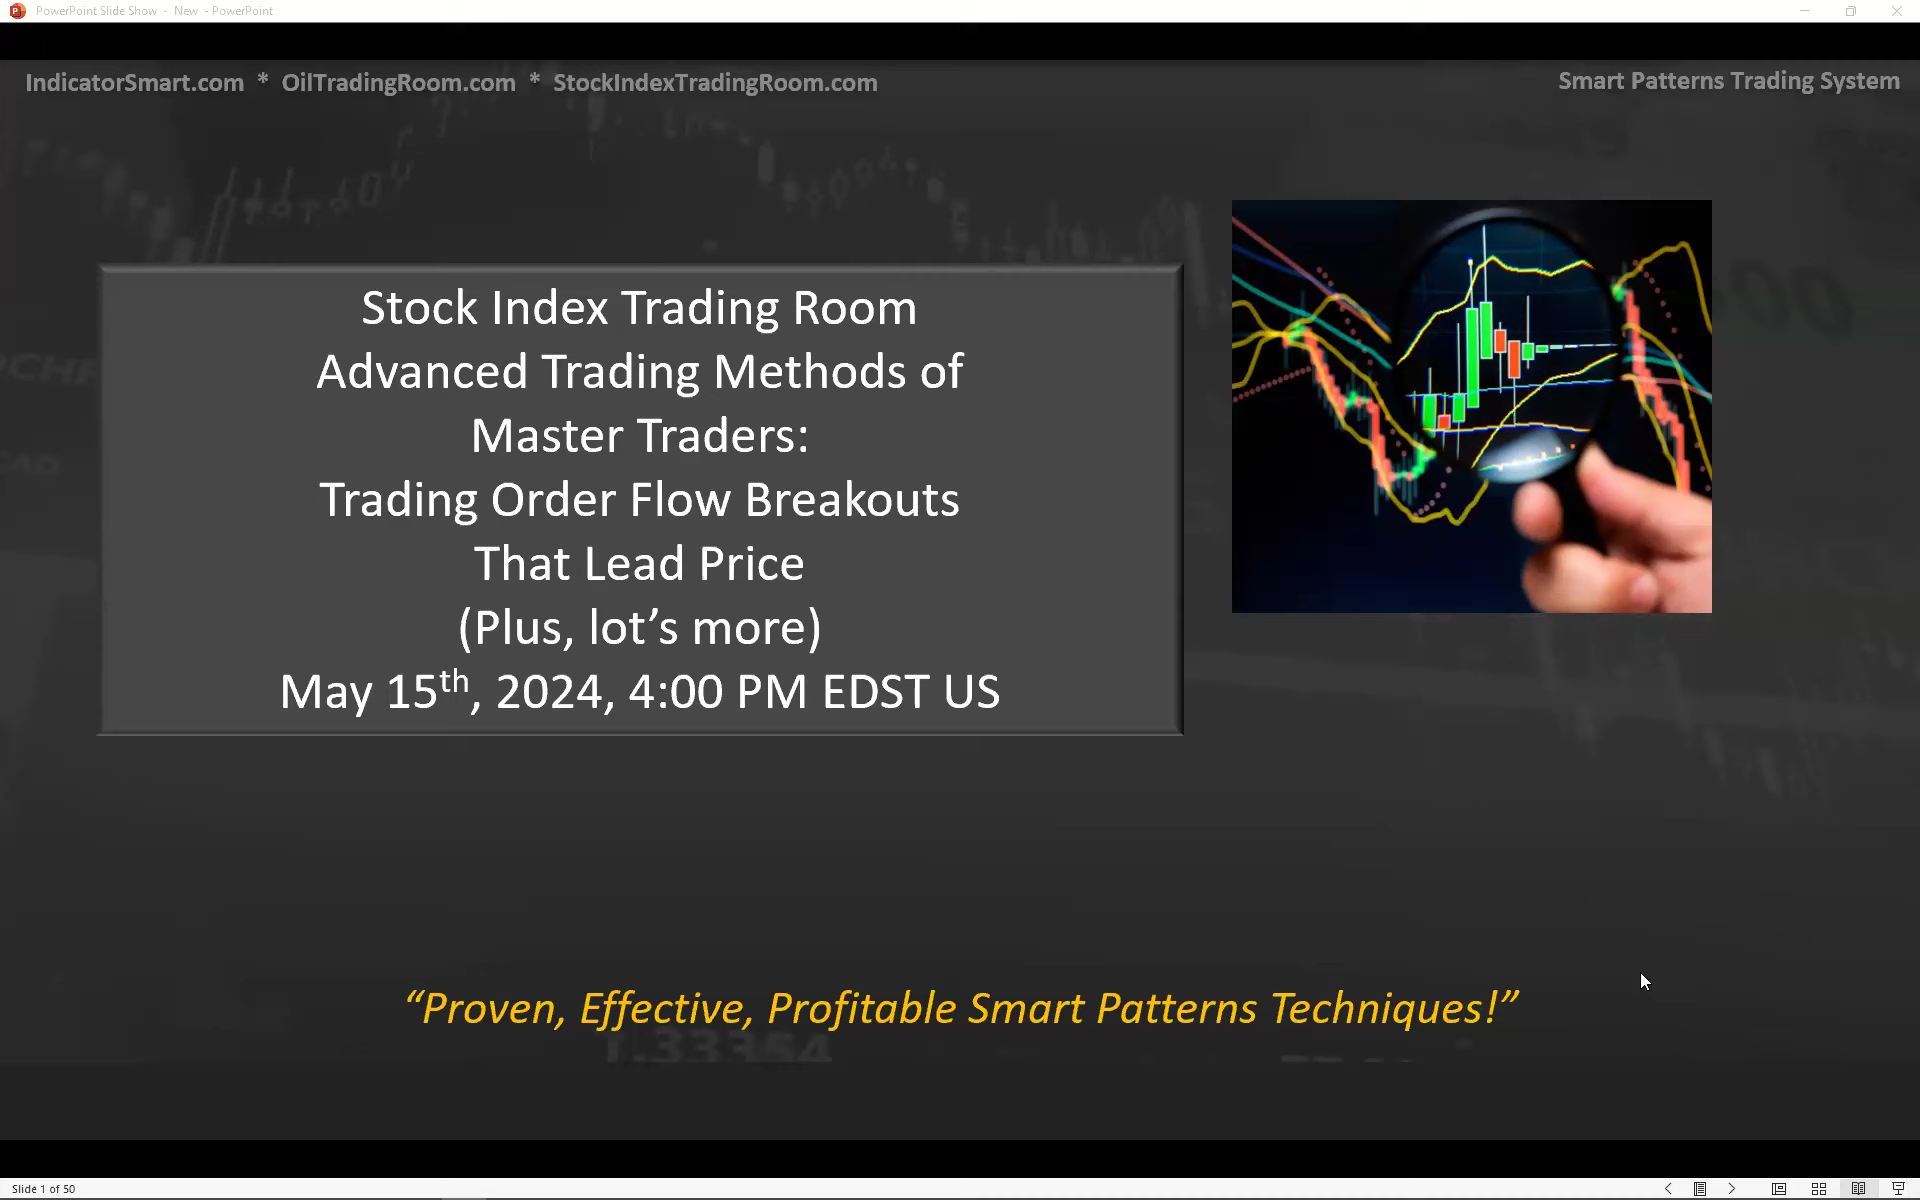 PowerPoint Slide Show - New - PowerPoint
IndicatorSmart.com * OilTradingRoom.com * StockIndexTradingRoom.com
Smart Patterns Trading System
Stock Index Trading Room
Advanced Trading Methods of
Master Traders:
Trading Order Flow Breakouts
That Lead Price
(Plus, lot’s more)
May 15th, 2024, 4:00 PM EDST US
“Proven, Effective, Profitable Smart Patterns Techniques!”
1.33354
Slide 1 of 50